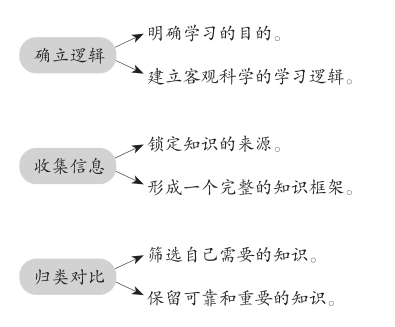 明确学习的目的。
确立逻辑
建立客观科学的学习逻辑。
锁定知识的来源。
收集信息
形成一个完整的知识框架。
筛选自己需要的知识。
归类对比
保留可靠和重要的知识。